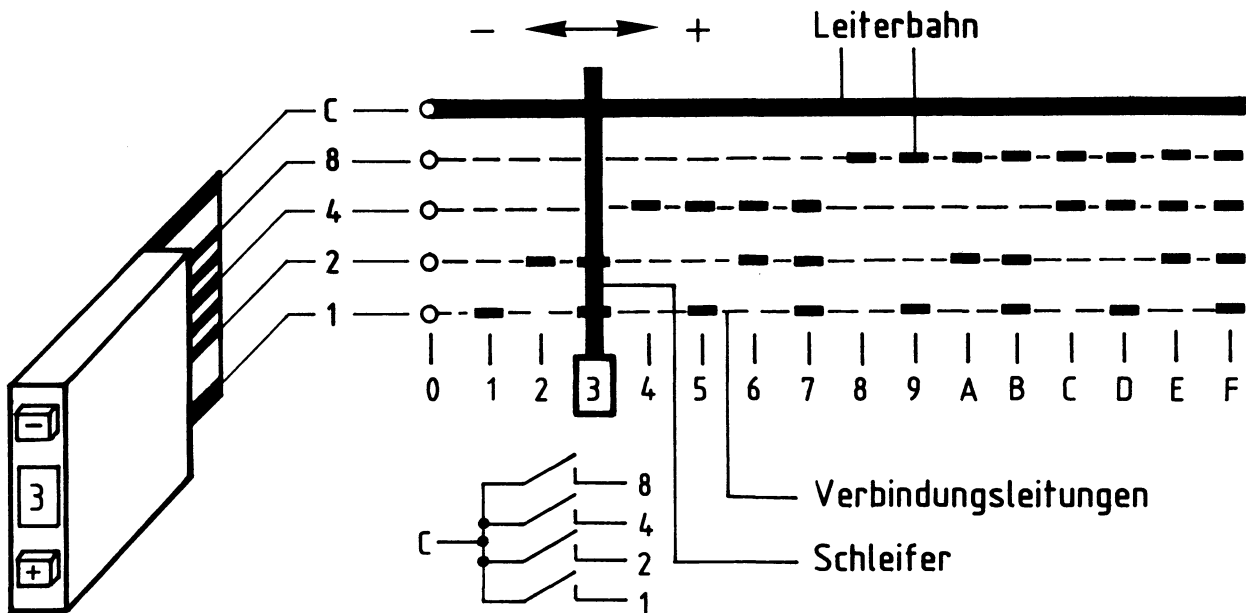 Leiterbahn
− +
C
8
4
2
1
0 1 2 3 4 5 6 7 8 9 A B C D E F
−
3
+
C
8
4
2
1
Verbindungsleitungen
Schleifer